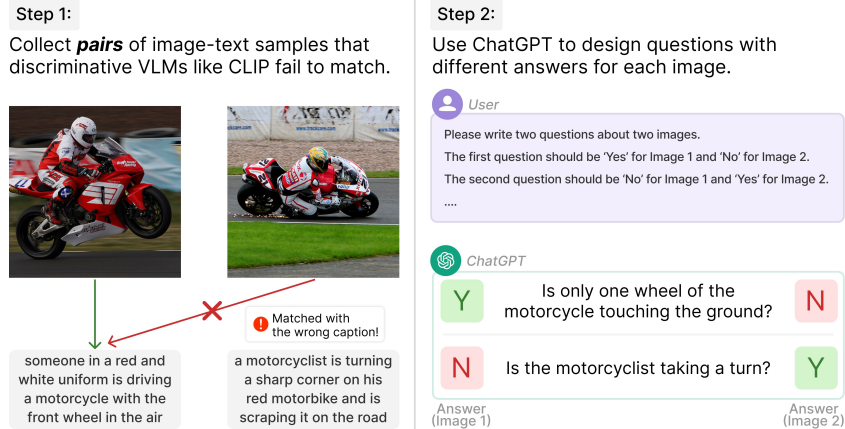 Step 1:
Collect pairs of image-text samples that
discriminative VLMs like CLIP fail to match.
Matched with
the wrong caption!
someone in a red and
white uniform is driving
a motorcycle with the
front wheel in the air
a motorcyclist is turning
a sharp corner on his
red motorbike and is
scraping it on the road
Step 2:
Use ChatGPT to design questions with
different answers for each image.
User
Please write two questions about two images.
The first question should be ‘Yes’ for Image 1 and ‘No’ for Image 2.
The second question should be ‘No’ for Image 1 and ‘Yes’ for Image 2.
....
ChatGPT
Y
Is only one wheel of the
motorcycle touching the ground?
N
N
Is the motorcyclist taking a turn?
Y
Answer
(Image 1)
Answer
(Image 2)